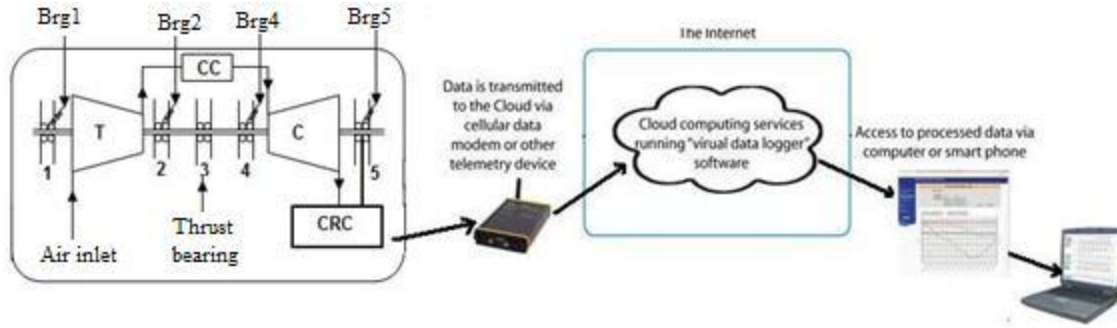 Brg1
Brg2
Brg4
Brg5
CC
T
C
1
2
3
4
5
Thrust
bearing
Air inlet
CRC
Data is transmitted
to the Cloud via
cellular data
modem or other
telemetry device
The Internet
Cloud computing services
running "virual data logger"
software
Access to processed data via
computer or smart phone